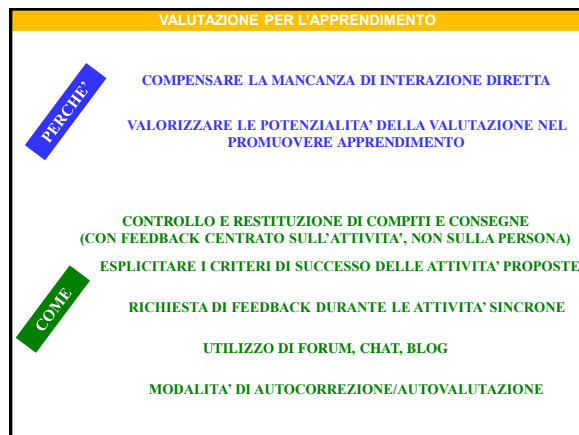 VALUTAZIONE PER L'APPRENDIMENTO
PERCHE'
COMPENSARE LA MANCANZA DI INTERAZIONE DIRETTA
VALORIZZARE LE POTENZIALITA' DELLA VALUTAZIONE NEL
PROMUOVERE APPRENDIMENTO
COME
CONTROLLO E RESTITUZIONE DI COMPITI E CONSEGNE
(CON FEEDBACK CENTRATO SULL'ATTIVITA', NON SULLA PERSONA)
ESPLICITARE I CRITERI DI SUCCESSO DELLE ATTIVITA' PROPOSTE
RICHIESTA DI FEEDBACK DURANTE LE ATTIVITA' SINCRONE
UTILIZZO DI FORUM, CHAT, BLOG
MODALITA' DI AUTOCORREZIONE/AUTOVALUTAZIONE